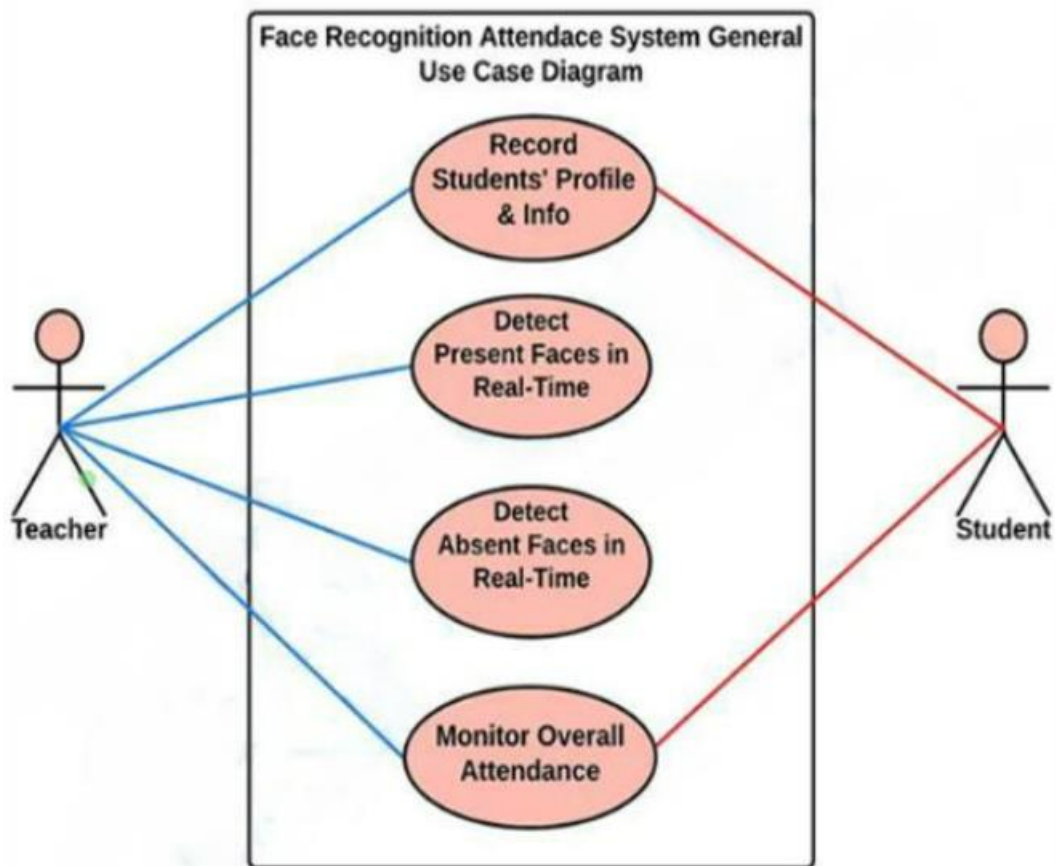 Face Recognition Attendace System General
Use Case Diagram
Record
Students' Profile
& Info
Detect
Present Faces in
Real-Time
Detect
Absent Faces in
Real-Time
Monitor Overall
Attendance
Teacher
Student